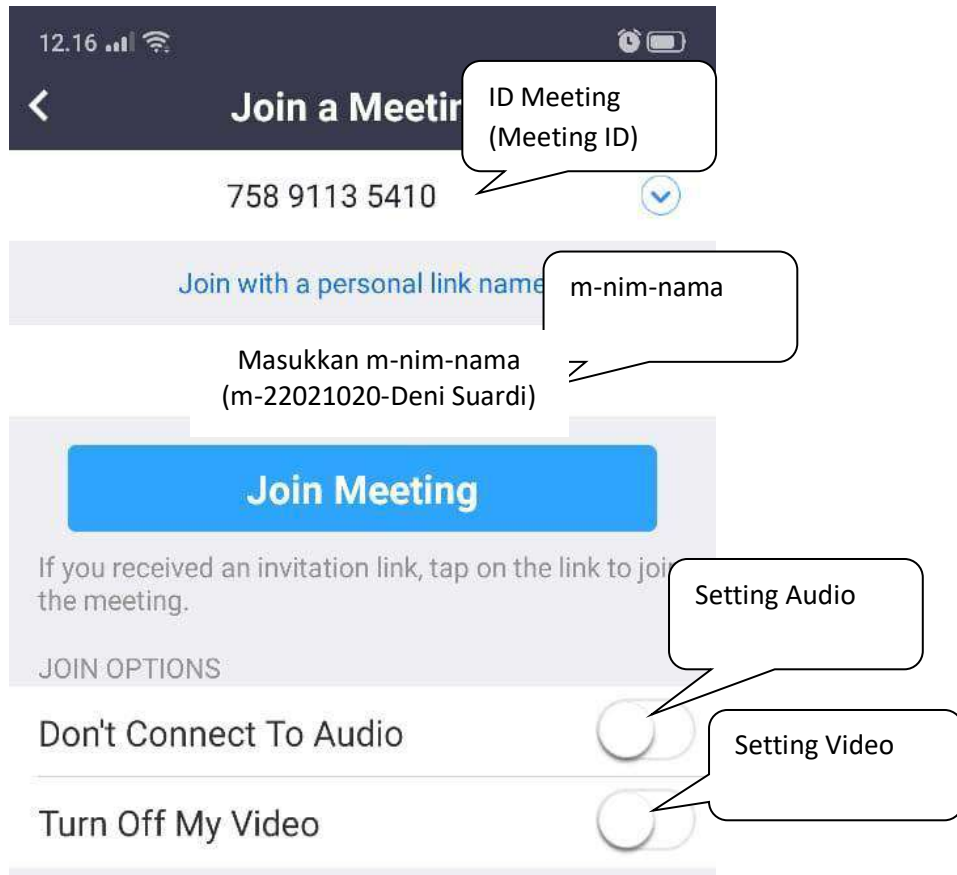 12.16
Join a Meetin
ID Meeting
(Meeting ID)
758 9113 5410
Join with a personal link name
m-nim-nama
Masukkan m-nim-nama
(m-22021020-Deni Suardi)
Join Meeting
If you received an invitation link, tap on the link to join
the meeting.
Setting Audio
JOIN OPTIONS
Don't Connect To Audio
Setting Video
Turn Off My Video